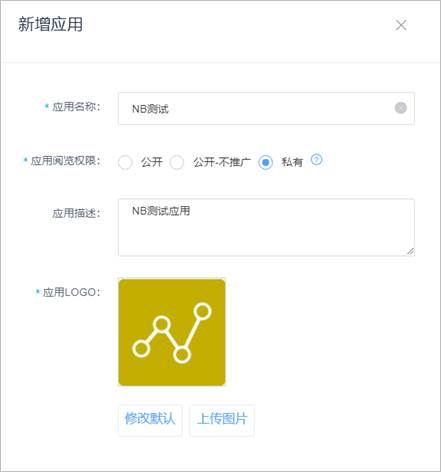 新增应用
* 应用名称： NB测试
* 应用阅览权限： 公开 公开-不推广 私有 ?
应用描述： NB测试应用
* 应用LOGO：
修改默认 上传图片